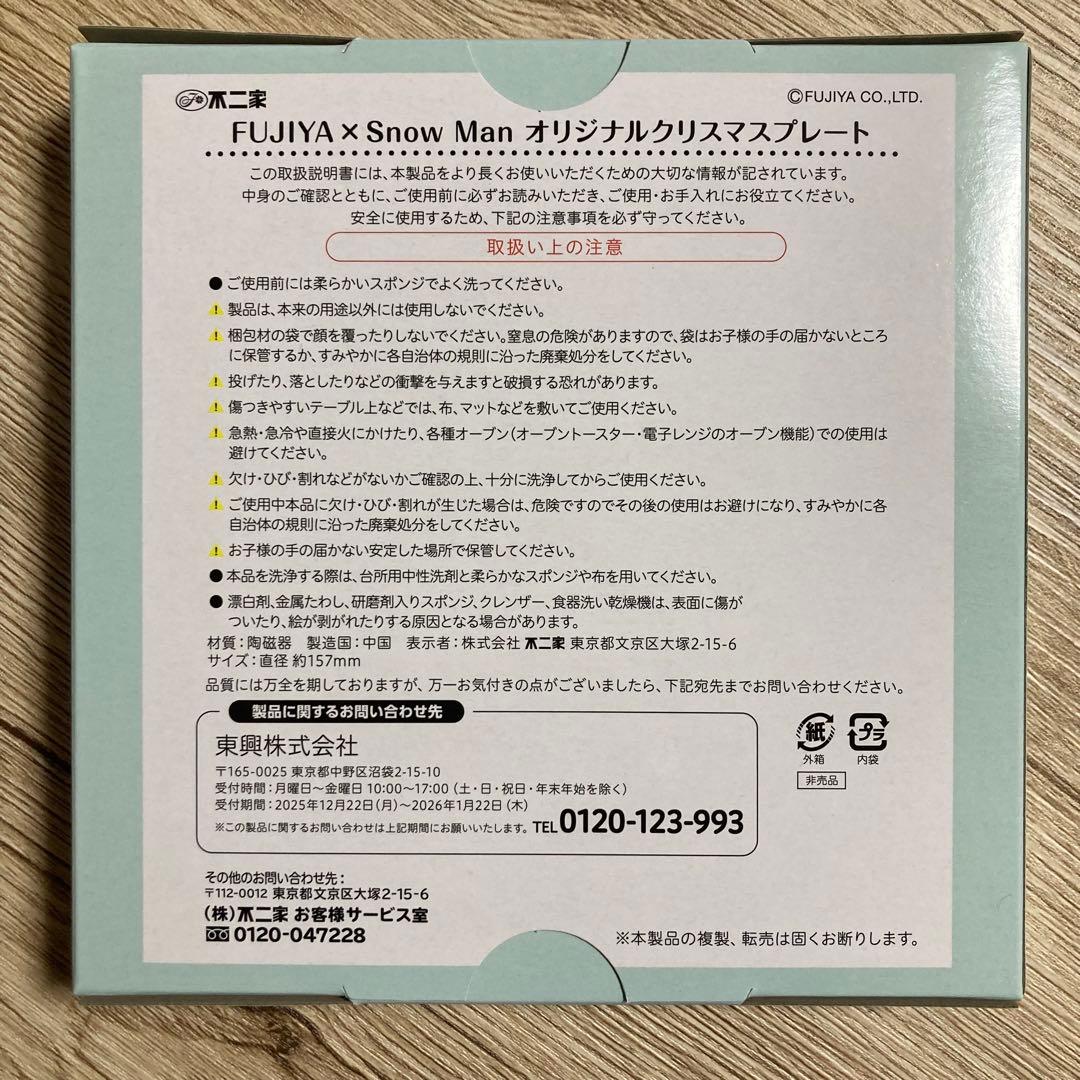 不二家
©FUJIYA CO.,LTD.
FUJIYA×Snow Man オリジナルクリスマスプレート
この取扱説明書には、本製品をより長くお使いいただくための大切な情報が記されています。
中身のご確認とともに、ご使用前に必ずお読みいただき、ご使用・お手入れにお役立てください。
安全に使用するため、下記の注意事項を必ず守ってください。
取扱い上の注意
●ご使用前には柔らかいスポンジでよく洗ってください。
製品は、本来の用途以外には使用しないでください。
梱包材の袋で顔を覆ったりしないでください。窒息の危険がありますので、袋はお子様の手の届かないところ
に保管するか、すみやかに各自治体の規則に沿った廃棄処分をしてください。
投げたり、落としたりなどの衝撃を与えますと破損する恐れがあります。
傷つきやすいテーブル上などでは、布、マットなどを敷いてご使用ください。
急熱・急冷や直接火にかけたり、各種オーブン（オーブントースター・電子レンジのオーブン機能）での使用は
避けてください。
欠け・ひび・割れなどがないかご確認の上、十分に洗浄してからご使用ください。
ご使用中本品に欠け・ひび・割れが生じた場合は、危険ですのでその後の使用はお避けになり、すみやかに各
自治体の規則に沿った廃棄処分をしてください。
お子様の手の届かない安定した場所で保管してください。
●本品を洗浄する際は、台所用中性洗剤と柔らかなスポンジや布を用いてください。
●漂白剤、金属たわし、研磨剤入りスポンジ、クレンザー、食器洗い乾燥機は、表面に傷が
ついたり、絵が剥がれたりする原因となる場合があります。
材質：陶磁器 製造国：中国 表示者：株式会社 不二家 東京都文京区大塚2-15-6
サイズ：直径 約157mm
品質には万全を期しておりますが、万一お気付きの点がございましたら、下記宛先までお問い合わせください。
製品に関するお問い合わせ先
東興株式会社
〒165-0025 東京都中野区沼袋2-15-10
受付時間：月曜日〜金曜日 10:00〜17:00（土・日・祝日・年末年始を除く）
受付期間：2025年12月22日（月）〜2026年1月22日（木）
※この製品に関するお問い合わせは上記期間にお願いいたします。 TEL0120-123-993
紙
外箱
プラ
内袋
非売品
その他のお問い合わせ先：
〒112-0012 東京都文京区大塚2-15-6
（株）不二家 お客様サービス室
0120-047228
※本製品の複製、転売は固くお断りします。